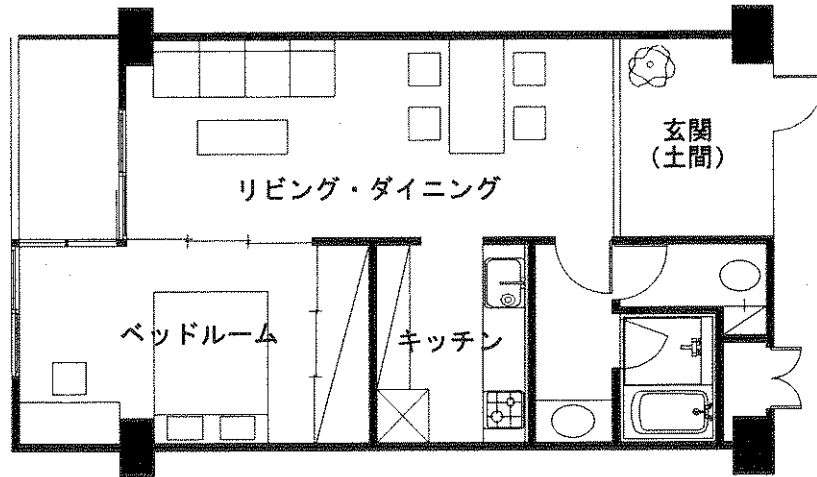 玄関
(土間)
リビング・ダイニング
ベッドルーム
キッチン